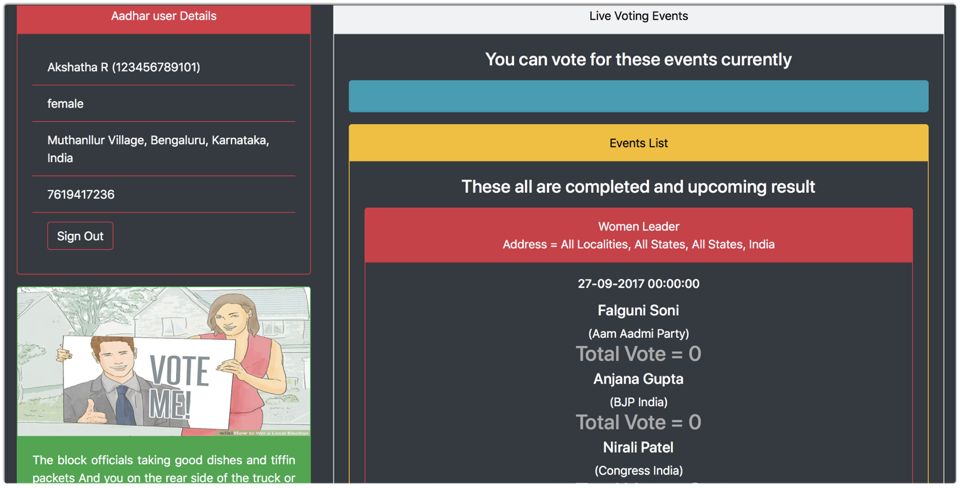 Aadhar user Details
Akshatha R (123456789101)
female
Muthanllur Village, Bengaluru, Karnataka,
India
7619417236
Sign Out
VOTE
ME!
The block officials taking good dishes and tiffin
packets And you on the rear side of the truck or
Live Voting Events
You can vote for these events currently
Events List
These all are completed and upcoming result
Women Leader
Address = All Localities, All States, All States, India
27-09-2017 00:00:00
Falguni Soni
(Aam Aadmi Party)
Total Vote = 0
Anjana Gupta
(BJP India)
Total Vote = 0
Nirali Patel
(Congress India)